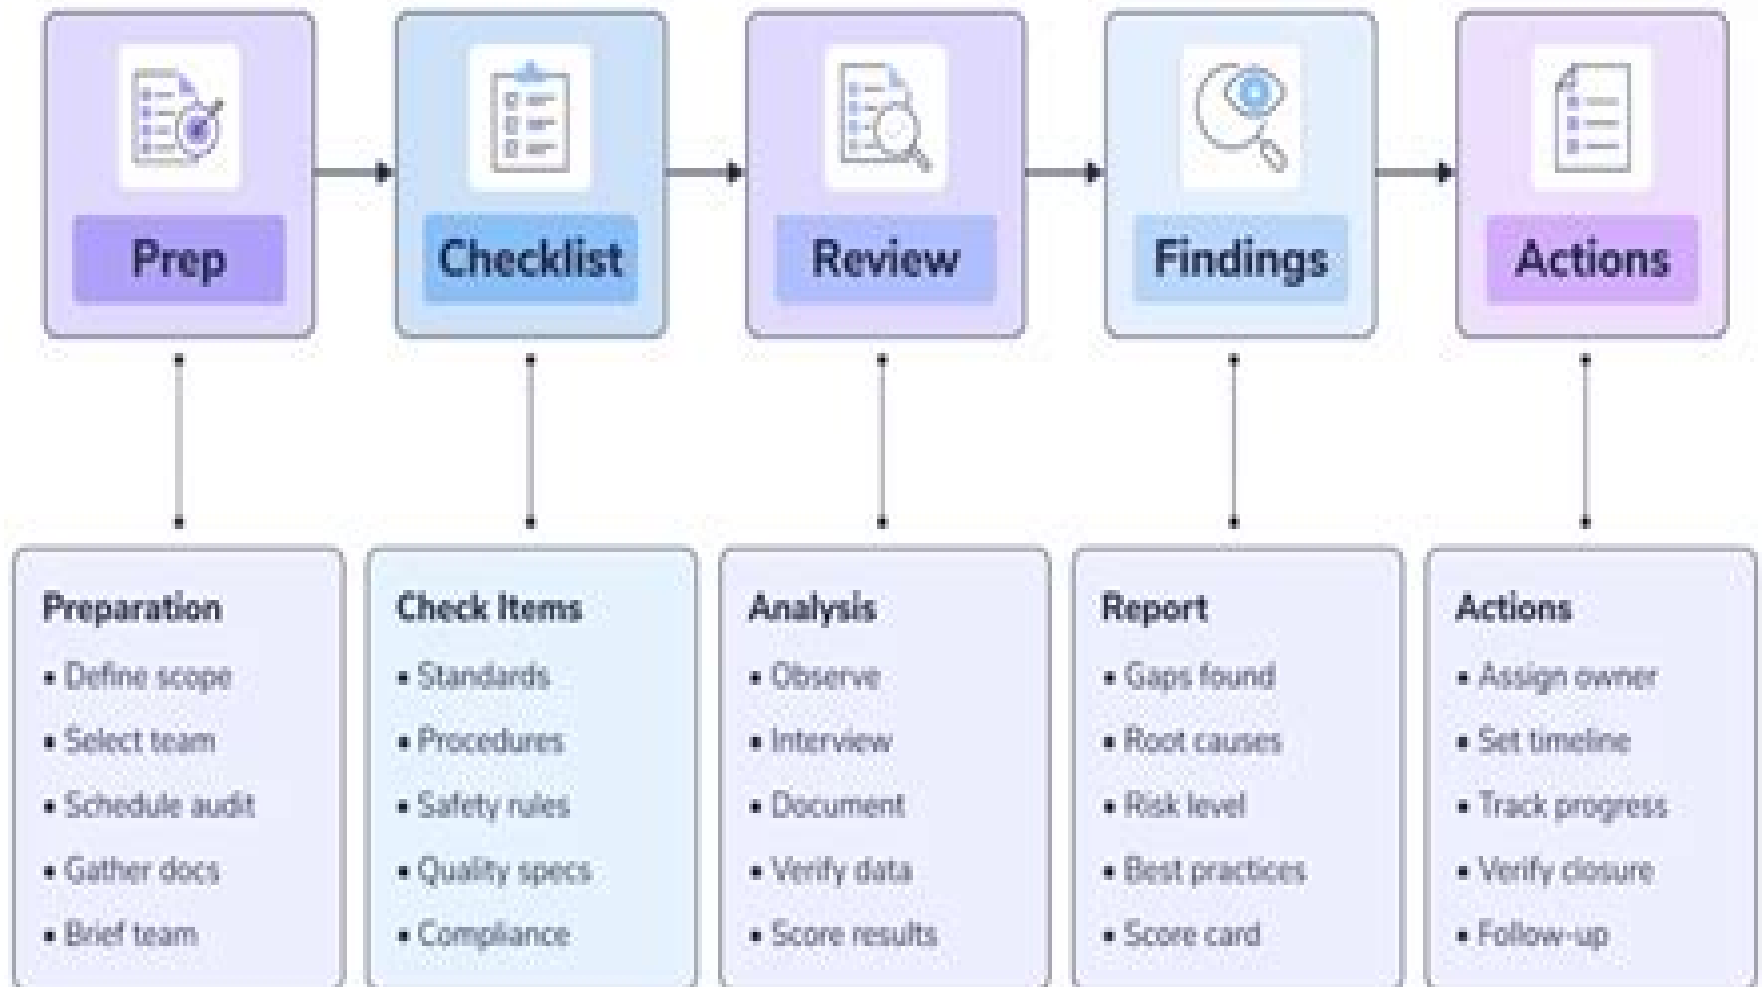 Prep
Checklist
Review
Findings
Actions
Preparation
• Define scope
• Select team
• Schedule audit
• Gather docs
• Brief team
Check Items
• Standards
• Procedures
• Safety rules
• Quality specs
• Compliance
Analysis
• Observe
• Interview
• Document
• Verify data
• Score results
Report
• Gaps found
• Root causes
• Risk level
• Best practices
• Score card
Actions
• Assign owner
• Set timeline
• Track progress
• Verify closure
• Follow-up